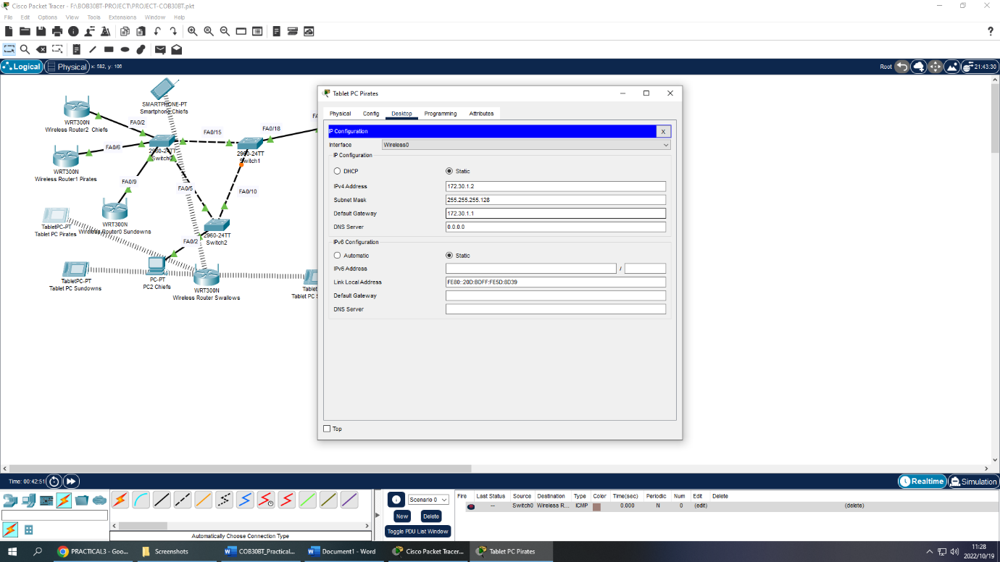 Cisco Packet Tracer - F:\BOB30BT-PROJECT\PROJECT-COB30BT.pkt
File Edit Options View Tools Extensions Window Help
Logical Physical x: 582, y: 106 Root 21:43:30
SMARTPHONE-PT
Smartphone Chiefs
WRT300N
Wireless Router2 Chiefs
FA0/2
FA0/15
FA0/18
FA
2960-24TT
Switch0
2960-24TT
Switch1
FA0/6
WRT300N
Wireless Router1 Pirates
FA0/9
FA0/5
FA0/10
WRT300N
Wireless Router0 Sundowns
TabletPC-PT
Tablet PC Pirates
2960-24TT
Switch2
FA0/2
TabletPC-PT
Tablet PC Sundowns
PC-PT
PC2 Chiefs
WRT300N
Wireless Router Swallows
Table
Tablet PC S
Tablet PC Pirates
Physical Config Desktop Programming Attributes
IP Configuration X
Interface Wireless0
IP Configuration
DHCP Static
IPv4 Address 172.30.1.2
Subnet Mask 255.255.255.128
Default Gateway 172.30.1.1
DNS Server 0.0.0.0
IPv6 Configuration
Automatic Static
IPv6 Address /
Link Local Address FE80::20D:BDFF:FE5D:8D39
Default Gateway
DNS Server
Top
Time: 00:42:51 Realtime Simulation
Scenario 0
New Delete
Toggle PDU List Window
Fire Last Status Source Destination Type Color Time(sec) Periodic Num Edit Delete
-- Switch0 Wireless R... ICMP 0.000 N 0 (edit) (delete)
Automatically Choose Connection Type
PRACTICAL3 - Goo... Screenshots COB30BT_Practical... Document1 - Word Cisco Packet Tracer... Tablet PC Pirates
11:28
2022/10/19